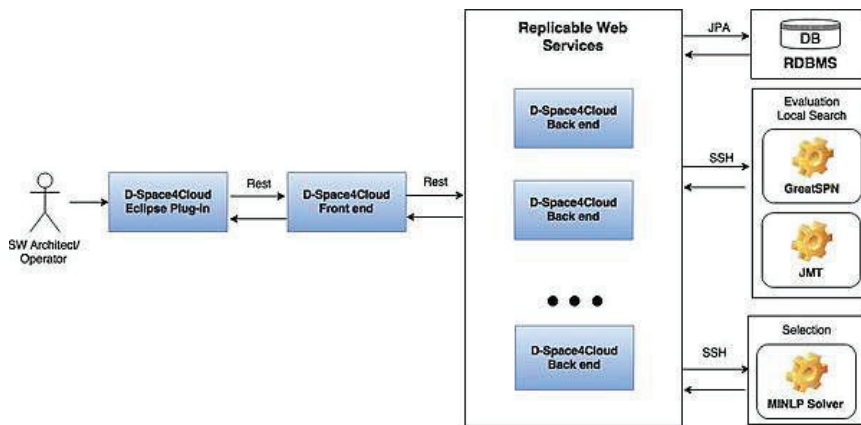 SW Architect/
Operator
D-Space4Cloud
Eclipse Plug-in
Rest
D-Space4Cloud
Front end
Rest
Replicable Web
Services
D-Space4Cloud
Back end
D-Space4Cloud
Back end
D-Space4Cloud
Back end
JPA
DB
RDBMS
SSH
Evaluation
Local Search
GreatSPN
JMT
SSH
Selection
MINLP Solver